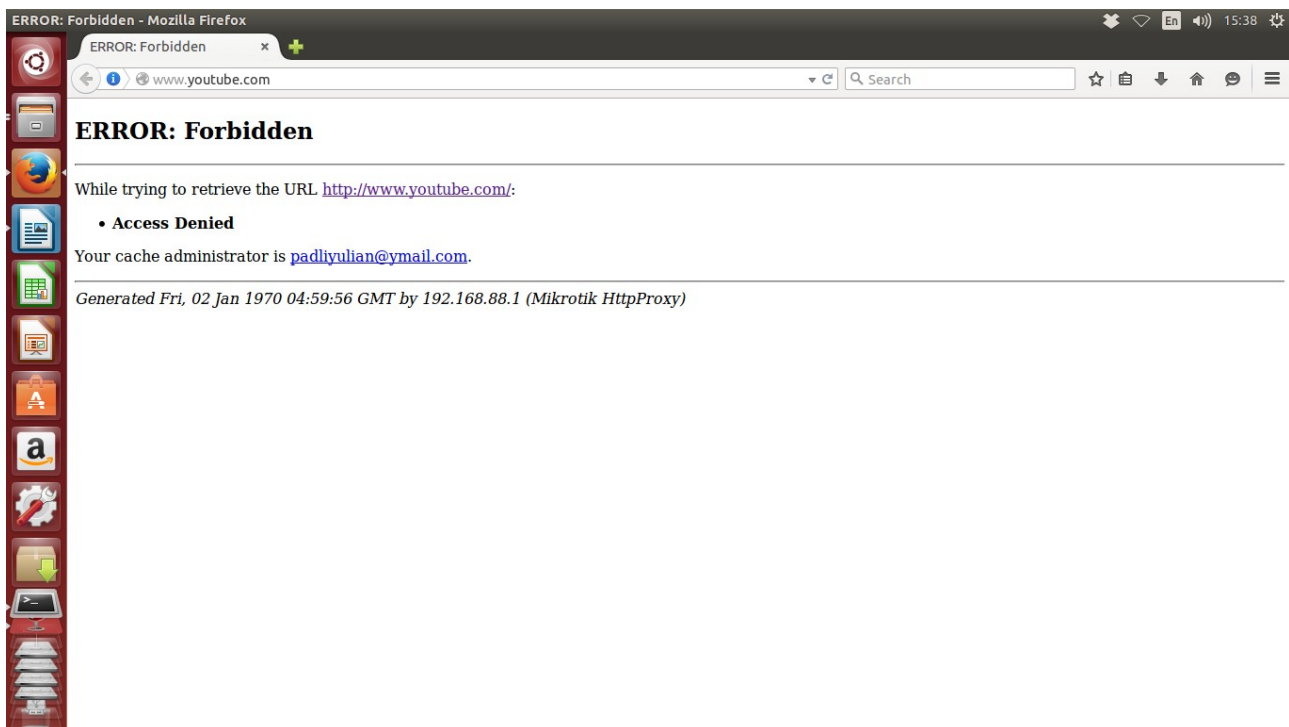 ERROR: Forbidden - Mozilla Firefox
En
15:38
ERROR: Forbidden
www.youtube.com
Search
ERROR: Forbidden
While trying to retrieve the URL http://www.youtube.com/:
• Access Denied
Your cache administrator is padliyulian@ymail.com.
Generated Fri, 02 Jan 1970 04:59:56 GMT by 192.168.88.1 (Mikrotik HttpProxy)